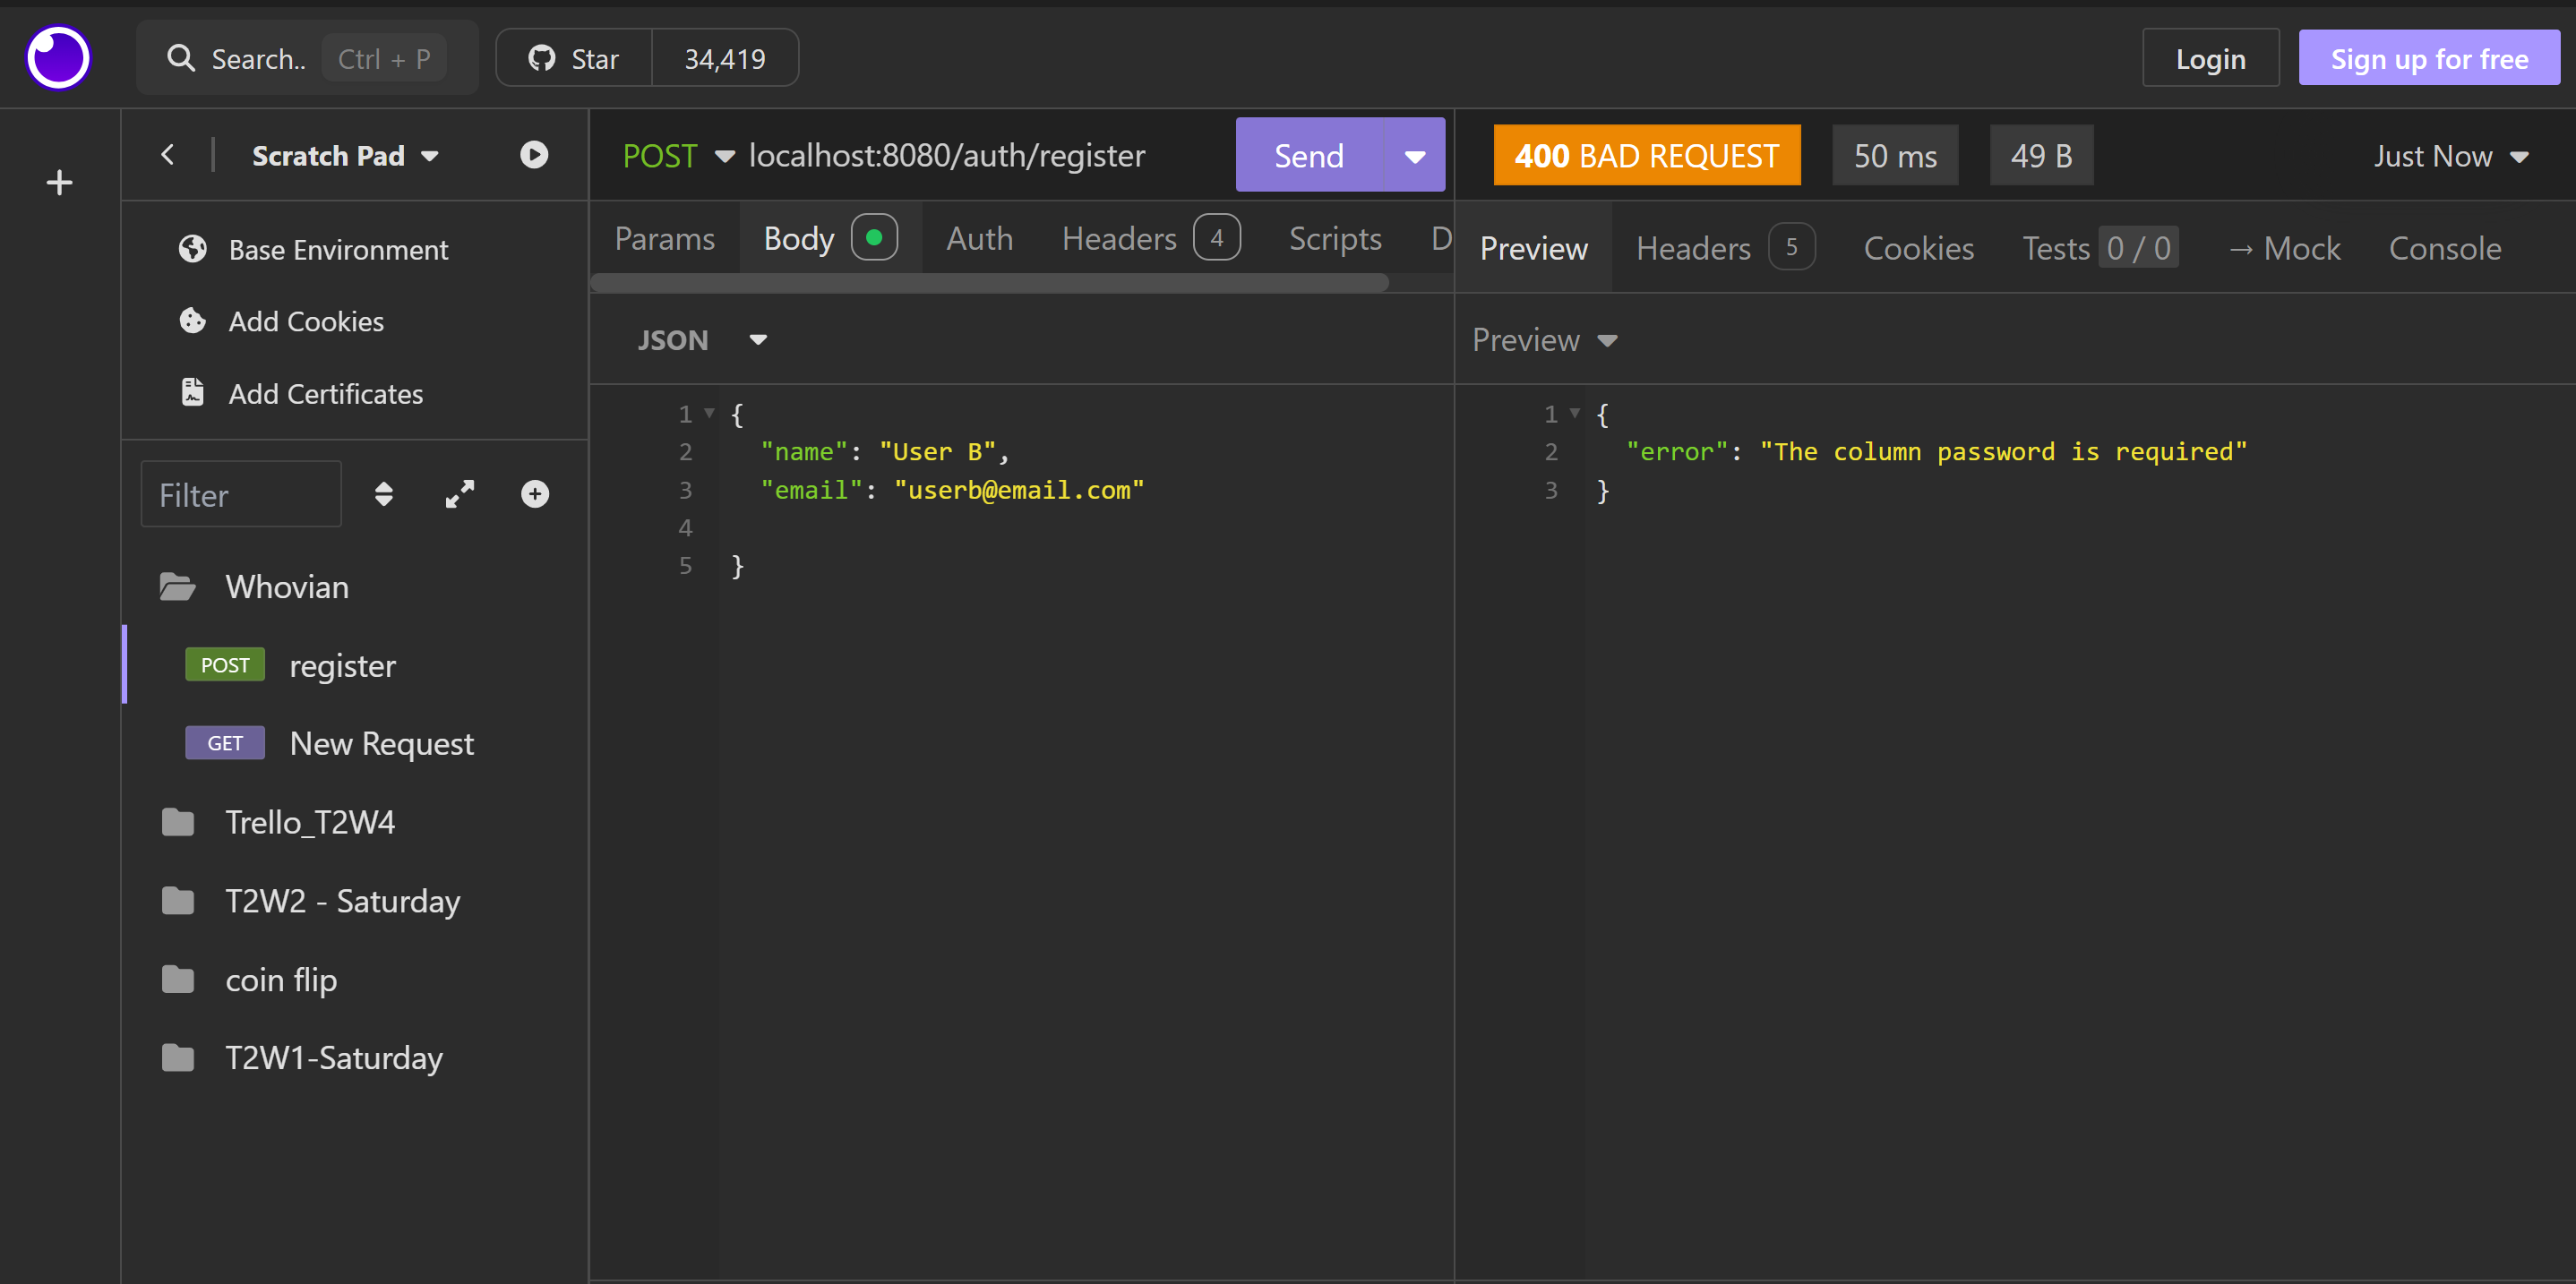 Search.. Ctrl + P Star 34,419 Login Sign up for free
Scratch Pad
Base Environment
Add Cookies
Add Certificates
Filter
Whovian
POST register
GET New Request
Trello_T2W4
T2W2 - Saturday
coin flip
T2W1-Saturday
POST localhost:8080/auth/register Send
Params Body Auth Headers 4 Scripts D
JSON
1 {
2 "name": "User B",
3 "email": "userb@email.com"
4
5 }
400 BAD REQUEST 50 ms 49 B Just Now
Preview Headers 5 Cookies Tests 0 / 0 → Mock Console
Preview
1 {
2 "error": "The column password is required"
3 }